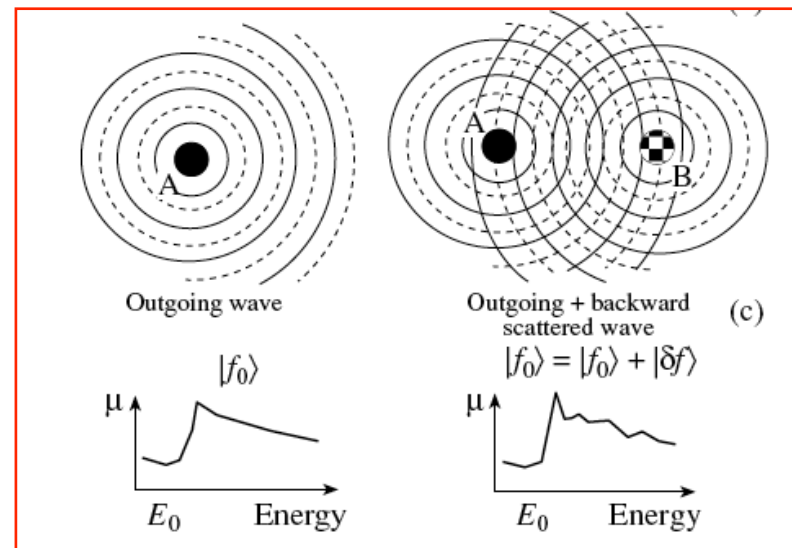 A
A
B
Outgoing wave
Outgoing + backward
scattered wave
(c)
|f₀⟩
|f₀⟩ = |f₀⟩ + |δf⟩
μ
E₀
Energy
μ
E₀
Energy